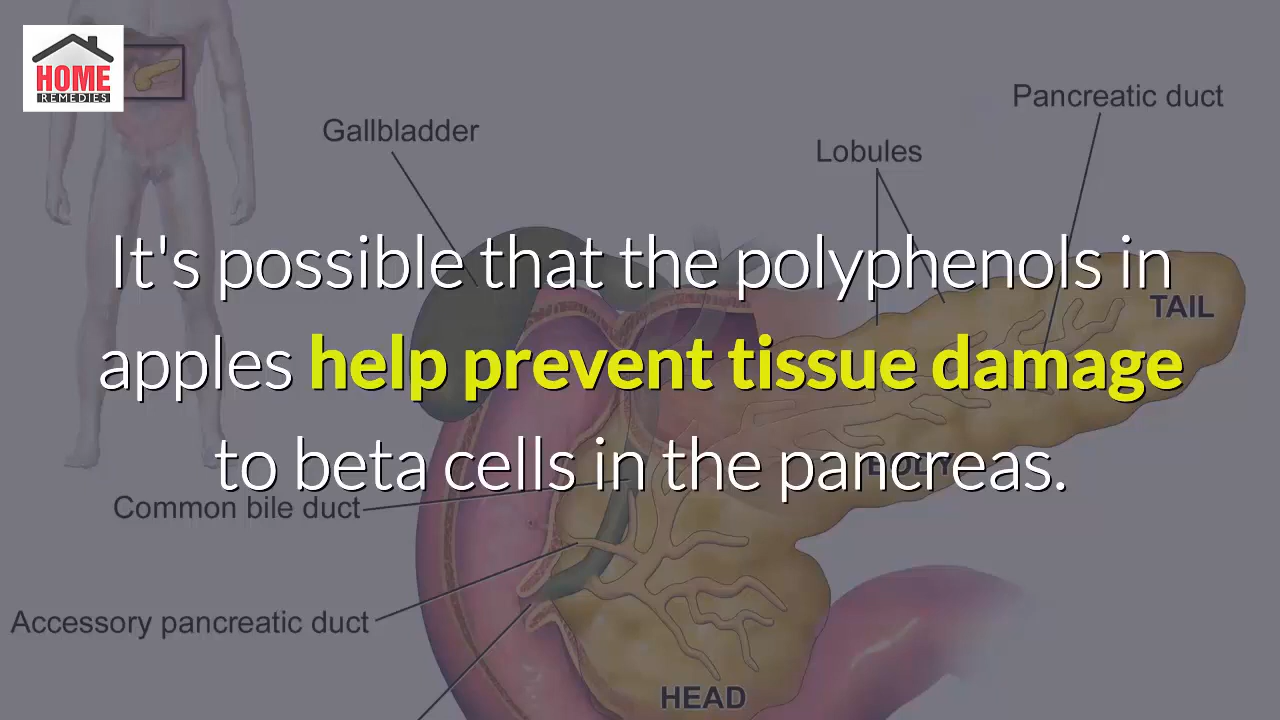 HOME
REMEDIES
Pancreatic duct
Gallbladder
Lobules
It's possible that the polyphenols in
TAIL
apples help prevent tissue damage
BODY
to beta cells in the pancreas.
Common bile duct
Accessory pancreatic duct
HEAD